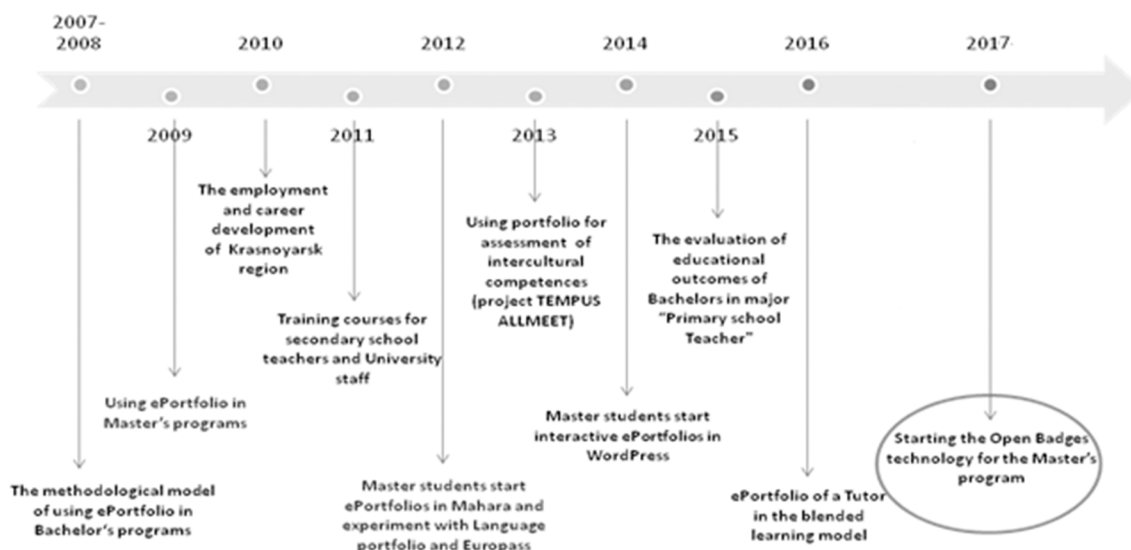 2007-
2008
2010
2012
2014
2016
2017
2009
2011
2013
2015
The employment
and career
development
of Krasnoyarsk
region
Using portfolio for
assessment of
intercultural
competences
(project TEMPUS
ALLMEET)
The evaluation of
educational
outcomes of
Bachelors in major
"Primary school
Teacher"
Training courses for
secondary school
teachers and University
staff
Using ePortfolio in
Master's programs
Master students start
interactive ePortfolios in
WordPress
Starting the Open Badges
technology for the Master's
program
The methodological model
of using ePortfolio in
Bachelor's programs
Master students start
ePortfolios in Mahara and
experiment with Language
portfolio and Europass
ePortfolio of a Tutor
in the blended
learning model